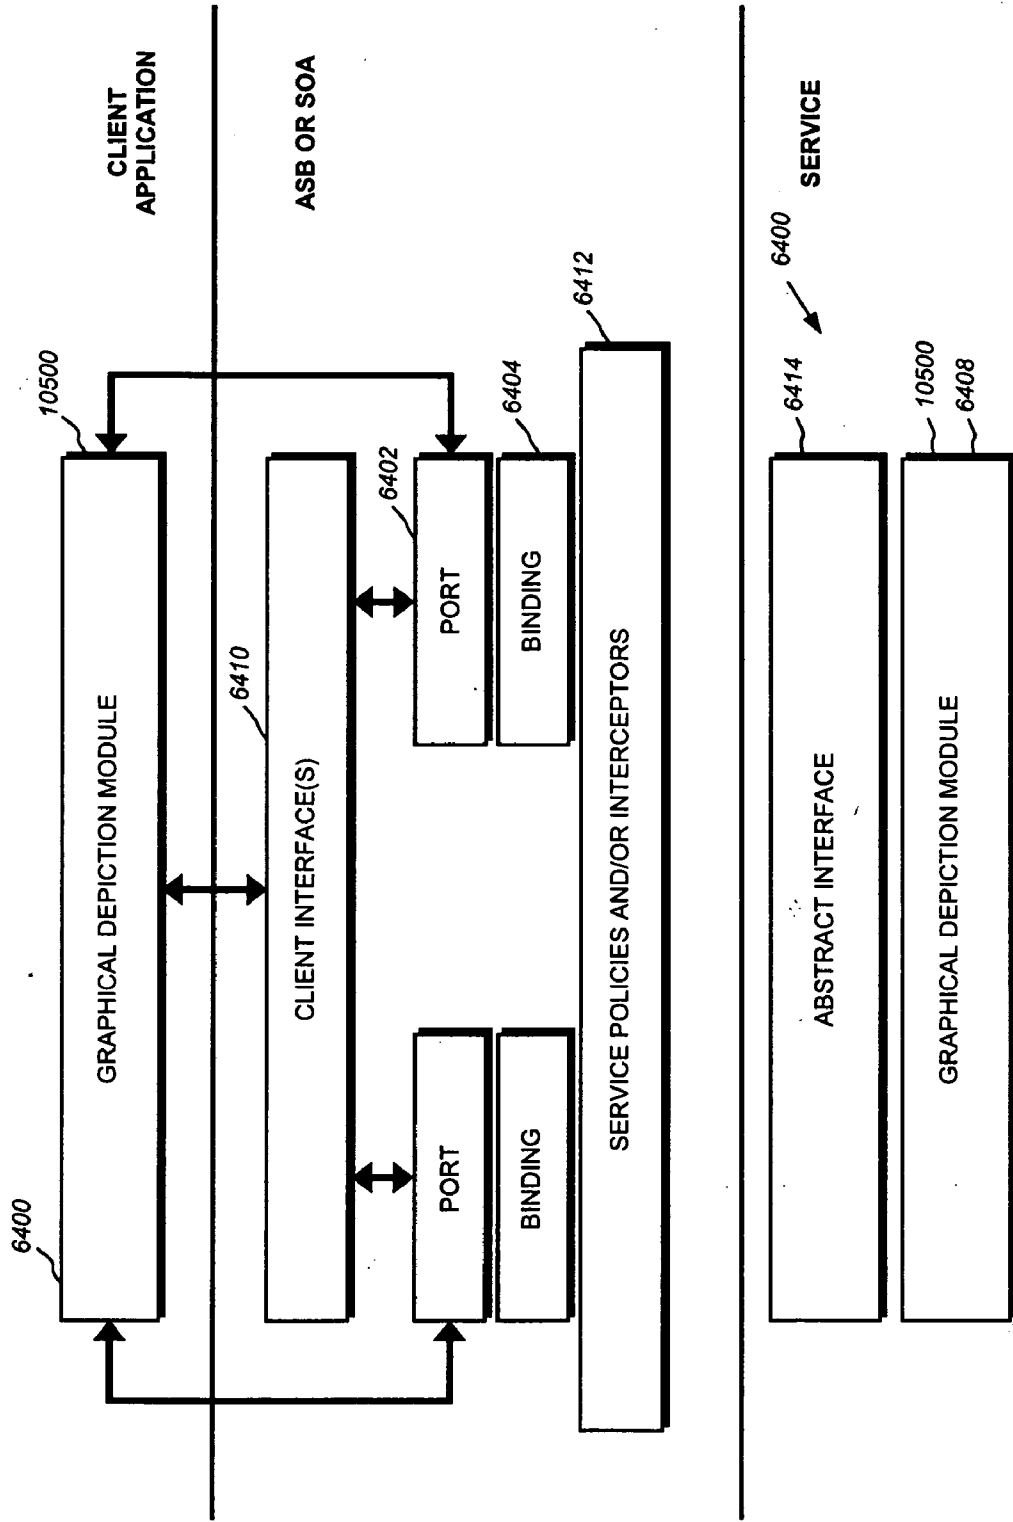 6400
10500
GRAPHICAL DEPICTION MODULE
CLIENT
APPLICATION
6410
CLIENT INTERFACE(S)
ASB OR SOA
6402
PORT
PORT
6404
BINDING
BINDING
6412
SERVICE POLICIES AND/OR INTERCEPTORS
SERVICE
6400
6414
ABSTRACT INTERFACE
10500
6408
GRAPHICAL DEPICTION MODULE